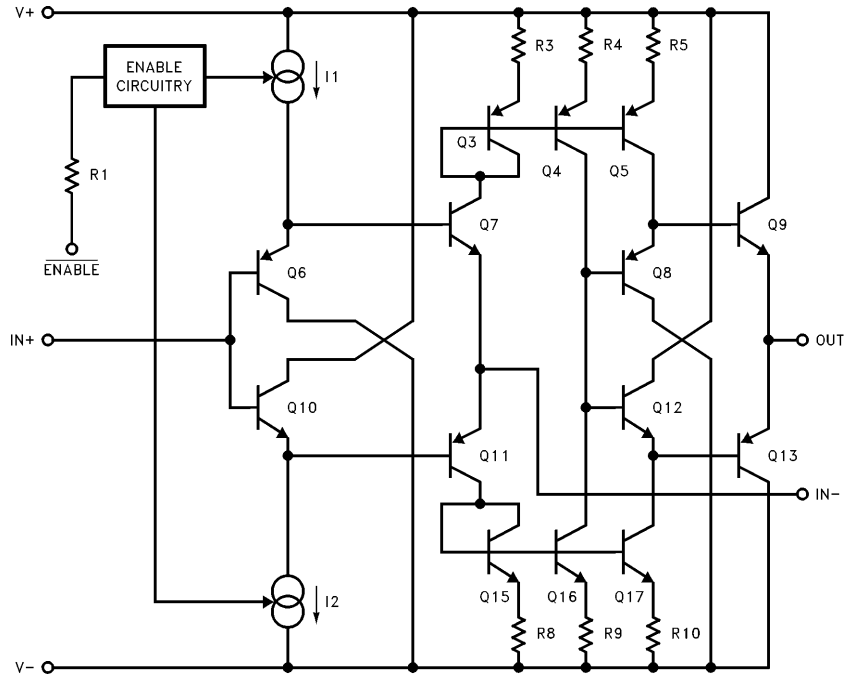 V+
R3
R4
R5
ENABLE
CIRCUITRY
I1
Q3
Q4
Q5
R1
Q7
Q9
ENABLE
Q6
Q8
IN+
OUT
Q10
Q12
Q11
Q13
IN-
Q15
Q16
Q17
I2
R8
R9
R10
V-